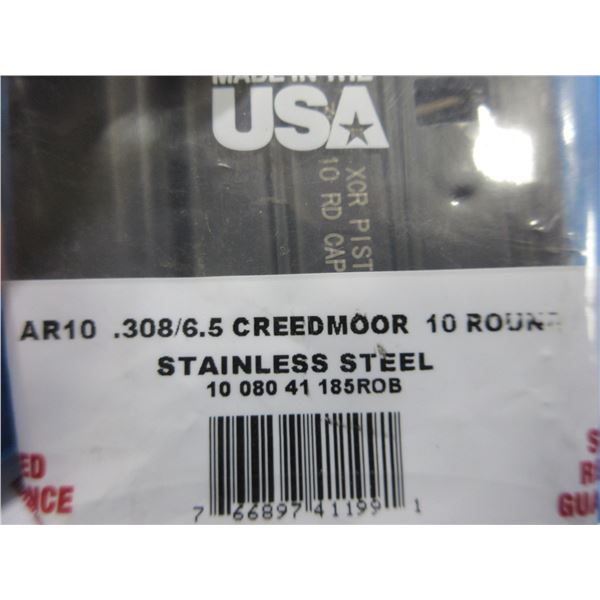 MADE IN THE
USA
XCR PIST
10 RD CAP
AR10 .308/6.5 CREEDMOOR 10 ROUN
STAINLESS STEEL
10 080 41 185ROB
7 66897 41199 1
ED
NCE
S
R
GUA